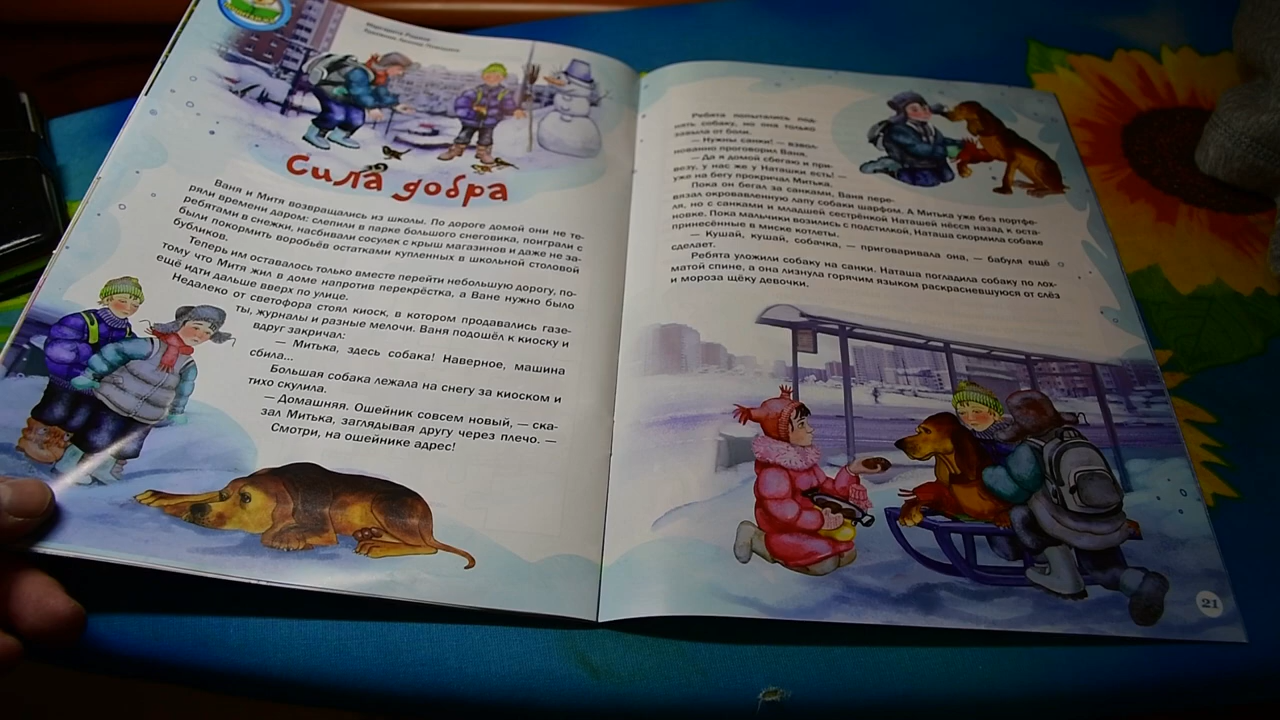 Сила добра
Ваня и Митя возвращались из школы. По дороге домой они не те-
ряли времени даром: слепили в парке большого снеговика, поиграли с
ребятами в снежки, насбивали сосулек с крыш магазинов и даже не за-
были покормить воробьёв остатками купленных в школьной столовой
бубликов.
Теперь им оставалось только вместе перейти небольшую дорогу, по-
тому что Митя жил в доме напротив перекрёстка, а Ване нужно было
ещё идти дальше вверх по улице.
Недалеко от светофора стоял киоск, в котором продавались газе-
ты, журналы и разные мелочи. Ваня подошёл к киоску и
вдруг закричал:
— Митька, здесь собака! Наверное, машина
сбила...
Большая собака лежала на снегу за киоском и
тихо скулила.
— Домашняя. Ошейник совсем новый, — ска-
зал Митька, заглядывая другу через плечо. —
Смотри, на ошейнике адрес!
Ребята попытались под-
нять собаку, но она только
завыла от боли.
— Нужны санки! — взвол-
нованно проговорил Ваня.
— Да я домой сбегаю и при-
везу, у нас же у Наташки есть! —
уже на бегу прокричал Митька.
Пока он бегал за санками, Ваня пере-
вязал окровавленную лапу собаки шарфом. А Митька уже без портфе-
ля, но с санками и младшей сестрёнкой Наташей нёсся назад к оста-
новке. Пока мальчики возились с подстилкой, Наташа скормила собаке
принесённые в миске котлеты.
— Кушай, кушай, собачка, — приговаривала она, — бабуля ещё
сделает.
Ребята уложили собаку на санки. Наташа погладила собаку по лох-
матой спине, а она лизнула горячим языком раскрасневшуюся от слёз
и мороза щёку девочки.
21